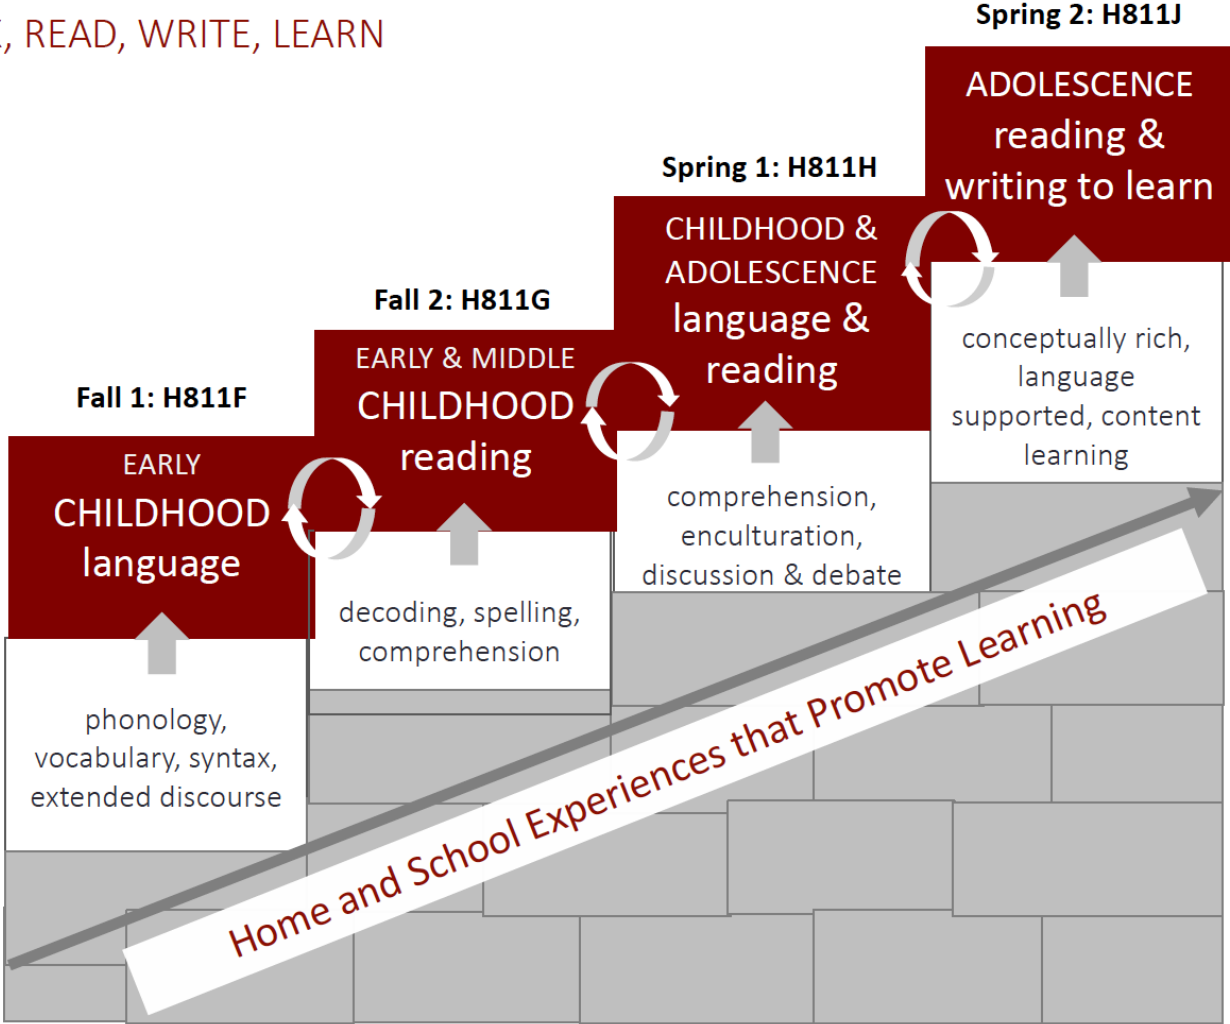 , READ, WRITE, LEARN
Spring 2: H811J
ADOLESCENCE
reading &
writing to learn
Spring 1: H811H
CHILDHOOD &
ADOLESCENCE
language &
reading
conceptually rich,
language
supported, content
learning
Fall 2: H811G
EARLY & MIDDLE
CHILDHOOD
reading
comprehension,
enculturation,
discussion & debate
Fall 1: H811F
EARLY
CHILDHOOD
language
decoding, spelling,
comprehension
phonology,
vocabulary, syntax,
extended discourse
Home and School Experiences that Promote Learning